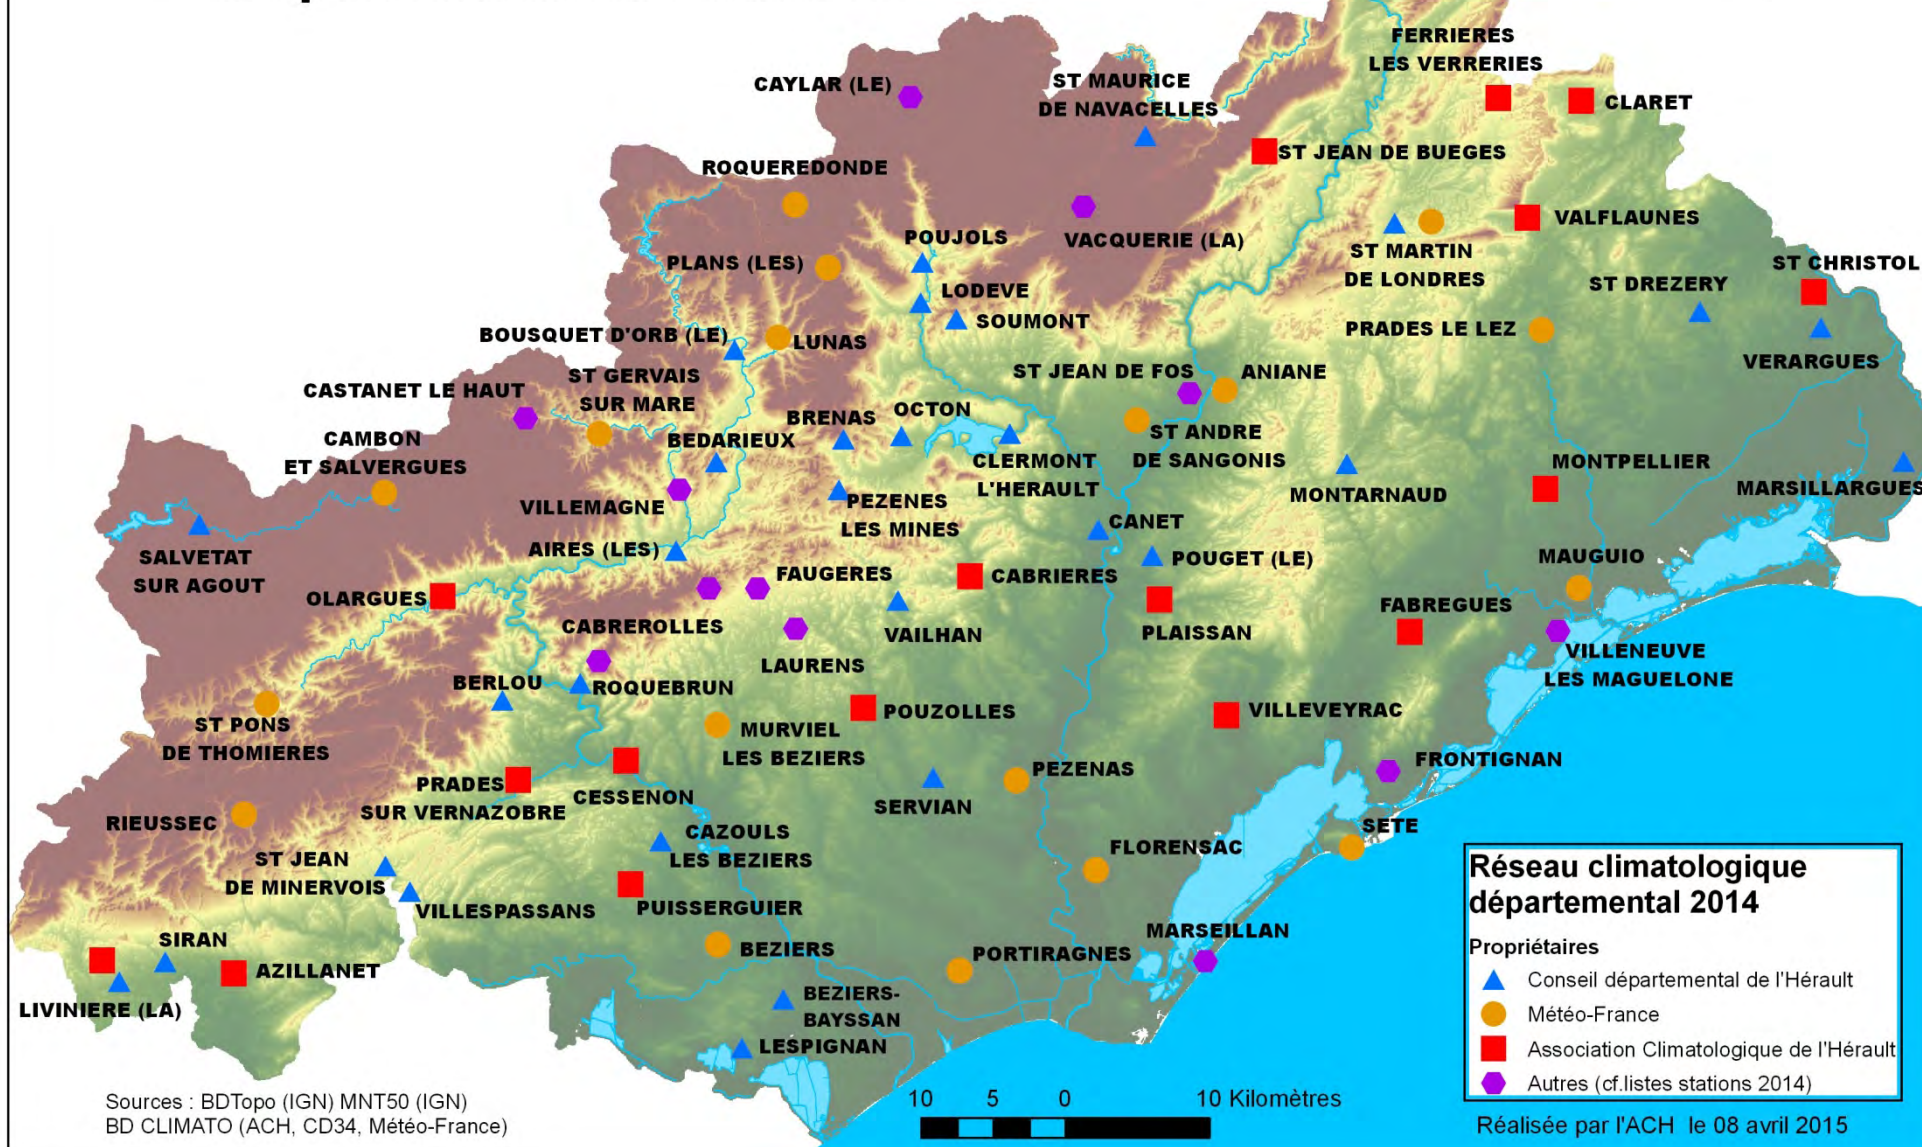 FERRIERES
LES VERRERIES
CAYLAR (LE)
ST MAURICE
DE NAVACELLES
CLARET
ROQUEREDONDE
ST JEAN DE BUEGES
VALFLAUNES
POUJOLS
VACQUERIE (LA)
ST MARTIN
DE LONDRES
PLANS (LES)
ST CHRISTOL
ST DREZERY
LODEVE
SOUMONT
PRADES LE LEZ
BOUSQUET D'ORB (LE)
LUNAS
VERARGUES
ST JEAN DE FOS
ANIANE
ST GERVAIS
SUR MARE
CASTANET LE HAUT
BRENAS
OCTON
CAMBON
ET SALVERGUES
BEDARIEUX
ST ANDRE
DE SANGONIS
CLERMONT
L'HERAULT
MONTPELLIER
MONTARNAUD
MARSILLARGUES
VILLEMAGNE
PEZENES
LES MINES
CANET
AIRES (LES)
POUGET (LE)
MAUGUIO
SALVETAT
SUR AGOUT
FAUGERES
CABRIERES
OLARGUES
FABREGUES
CABREROLLES
VAILHAN
PLAISSAN
LAURENS
VILLENEUVE
LES MAGUELONE
BERLOU
ROQUEBRUN
POUZOLLES
VILLEVEYRAC
ST PONS
DE THOMIERES
MURVIEL
LES BEZIERS
FRONTIGNAN
PEZENAS
PRADES
SUR VERNAZOBRE
CESSENON
SERVIAN
RIEUSSEC
SETE
CAZOULS
LES BEZIERS
FLORENSAC
ST JEAN
DE MINERVOIS
VILLESPASSANS
PUISSERGUIER
MARSEILLAN
SIRAN
BEZIERS
PORTIRAGNES
AZILLANET
LIVINIERE (LA)
BEZIERS-
BAYSSAN
LESPIGNAN
Réseau climatologique
départemental 2014
Propriétaires
Conseil départemental de l'Hérault
Météo-France
Association Climatologique de l'Hérault
Autres (cf.listes stations 2014)
Sources : BDTopo (IGN) MNT50 (IGN)
BD CLIMATO (ACH, CD34, Météo-France)
10 5 0 10 Kilomètres
Réalisée par l'ACH le 08 avril 2015